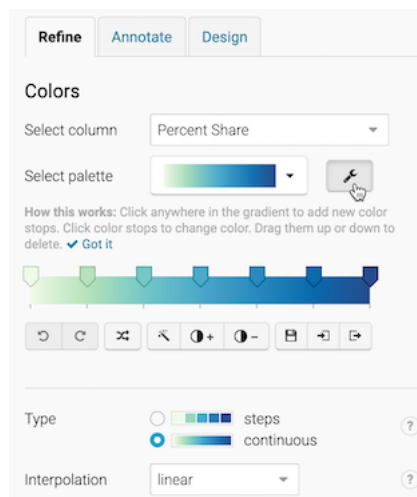 Refine Annotate Design
Colors
Select column Percent Share
Select palette
How this works: Click anywhere in the gradient to add new color
stops. Click color stops to change color. Drag them up or down to
delete. ✔ Got it
+ −
Type steps ?
continuous
Interpolation linear ?